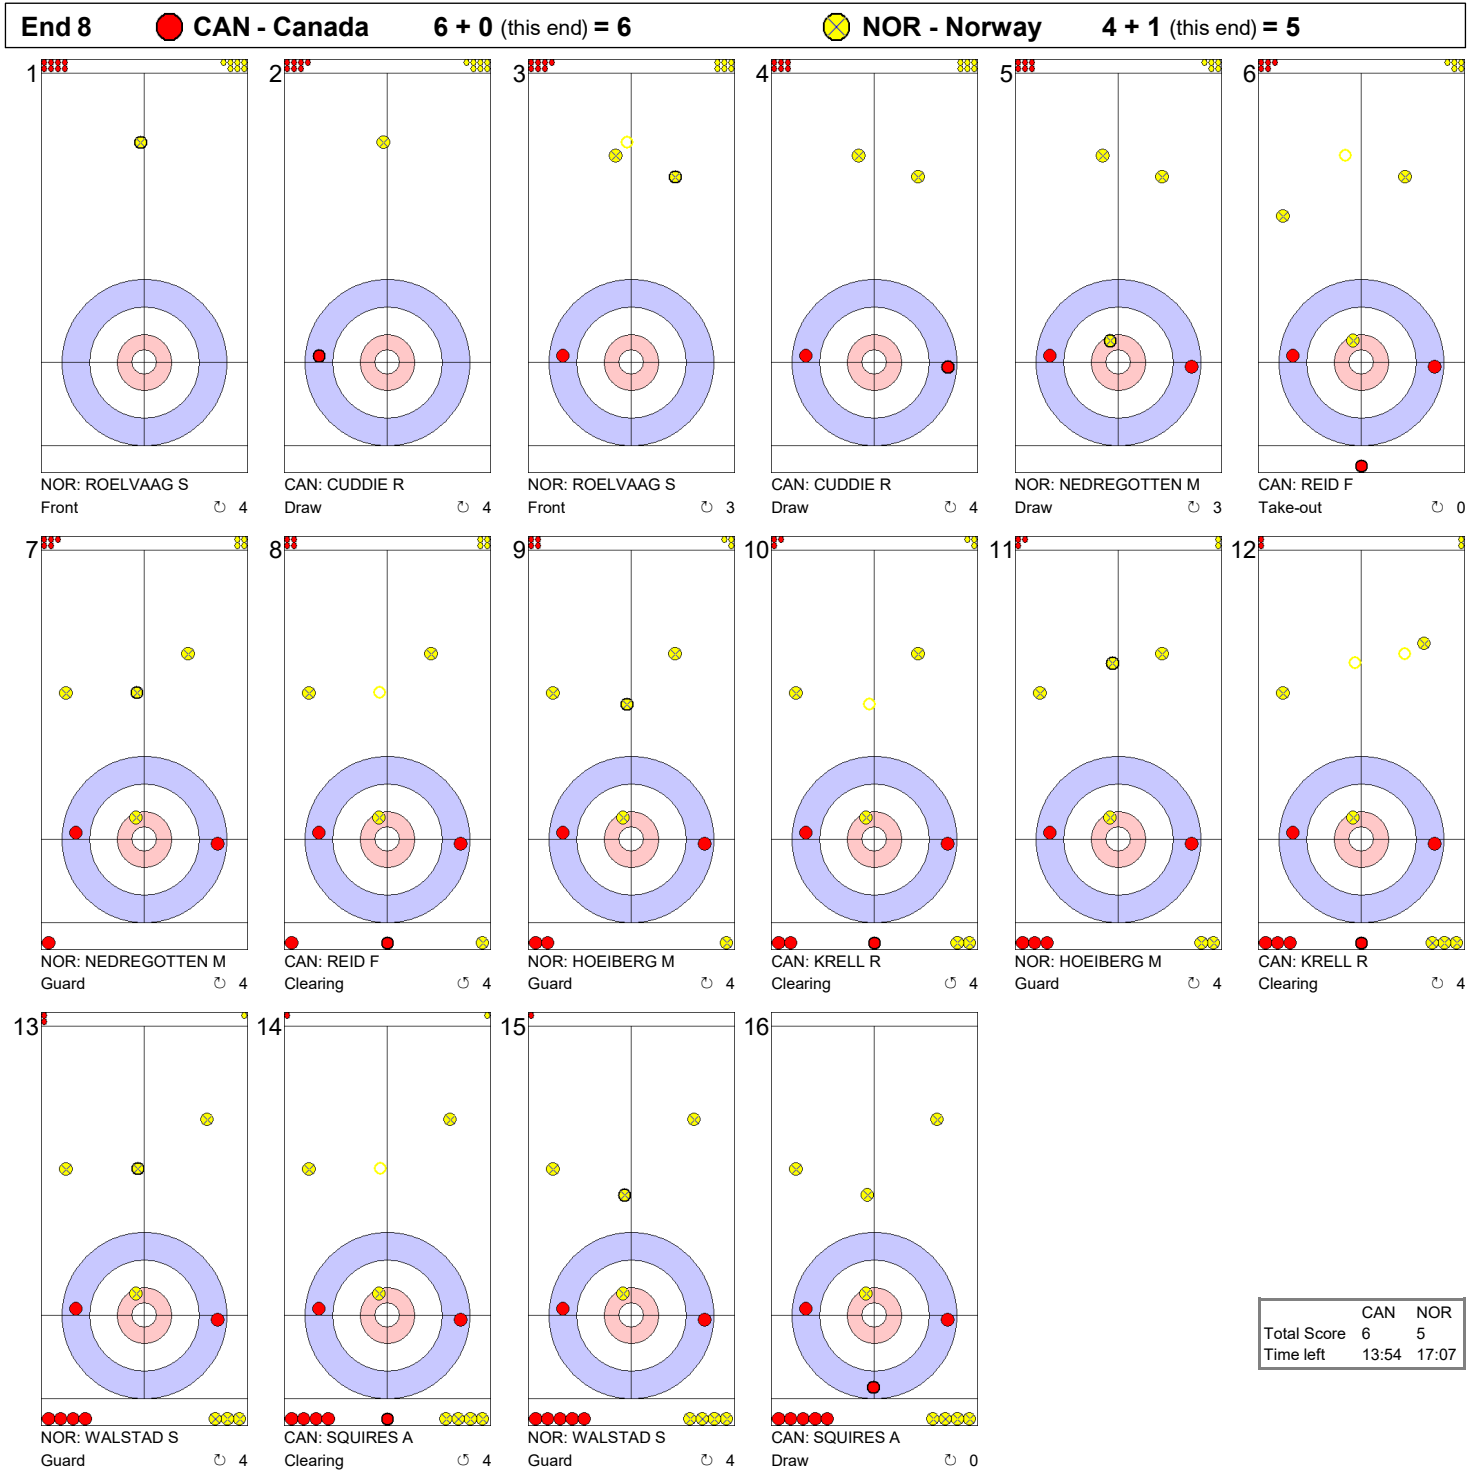 End 8 CAN - Canada 6 + 0 (this end) = 6 NOR - Norway 4 + 1 (this end) = 5
1 2 3 4 5 6
NOR: ROELVAAG S CAN: CUDDIE R NOR: ROELVAAG S CAN: CUDDIE R NOR: NEDREGOTTEN M CAN: REID F
Front ↻ 4 Draw ↻ 4 Front ↻ 3 Draw ↻ 4 Draw ↻ 3 Take-out ↻ 0
7 8 9 10 11 12
NOR: NEDREGOTTEN M CAN: REID F NOR: HOEIBERG M CAN: KRELL R NOR: HOEIBERG M CAN: KRELL R
Guard ↻ 4 Clearing ↺ 4 Guard ↻ 4 Clearing ↺ 4 Guard ↻ 4 Clearing ↻ 4
13 14 15 16
NOR: WALSTAD S CAN: SQUIRES A NOR: WALSTAD S CAN: SQUIRES A
Guard ↻ 4 Clearing ↺ 4 Guard ↻ 4 Draw ↻ 0
CAN NOR
Total Score 6 5
Time left 13:54 17:07